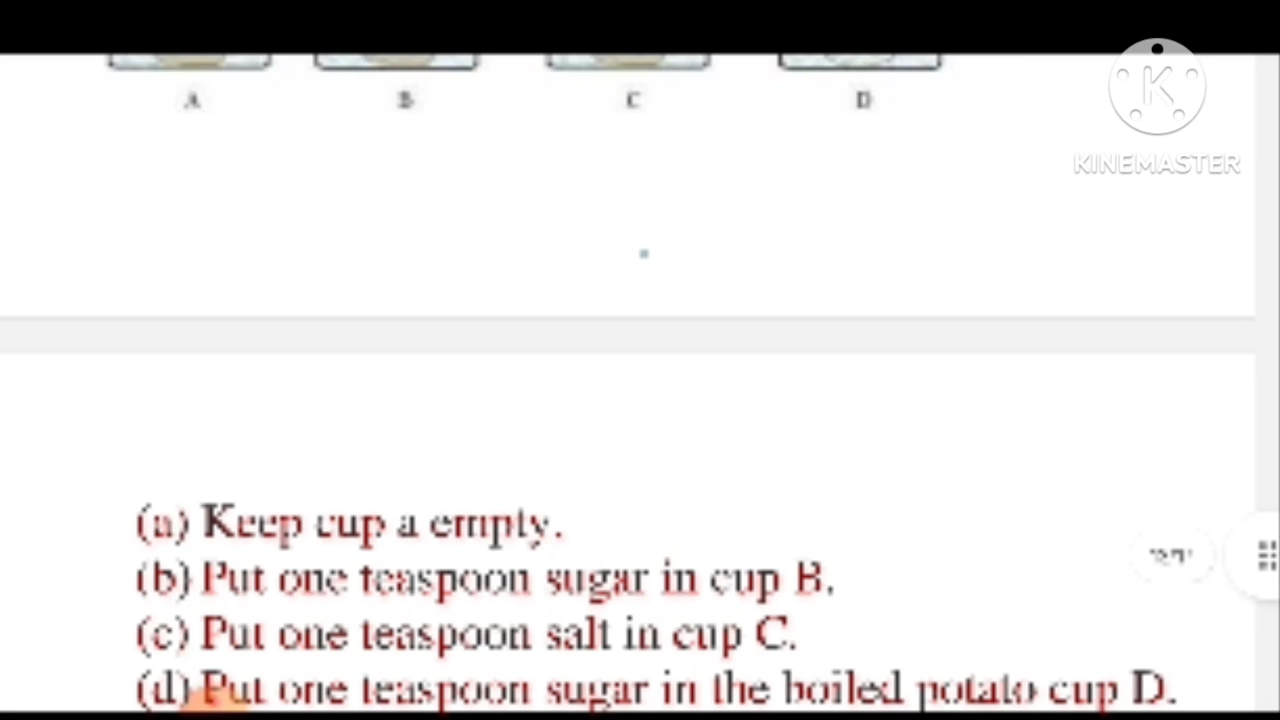 A B C D
K
KINEMASTER
(a) Keep cup a empty.
(b) Put one teaspoon sugar in cup B.
(c) Put one teaspoon salt in cup C.
(d) Put one teaspoon sugar in the boiled potato cup D.